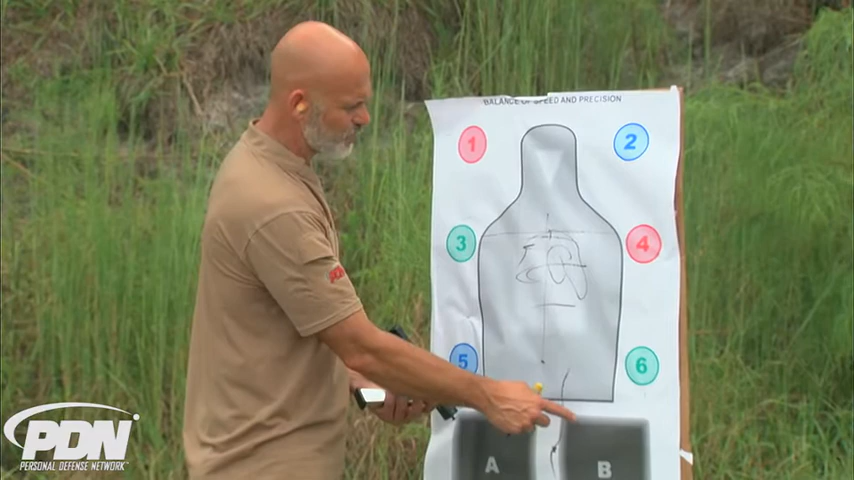 BALANCE OF SPEED AND PRECISION
1
2
3
4
5
6
A
B
PDN
PERSONAL DEFENSE NETWORK